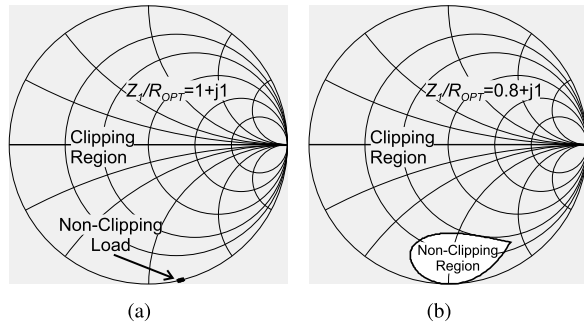 Z1/ROPT=1+j1
Clipping
Region
Non-Clipping
Load
(a)
Z1/ROPT=0.8+j1
Clipping
Region
Non-Clipping
Region
(b)